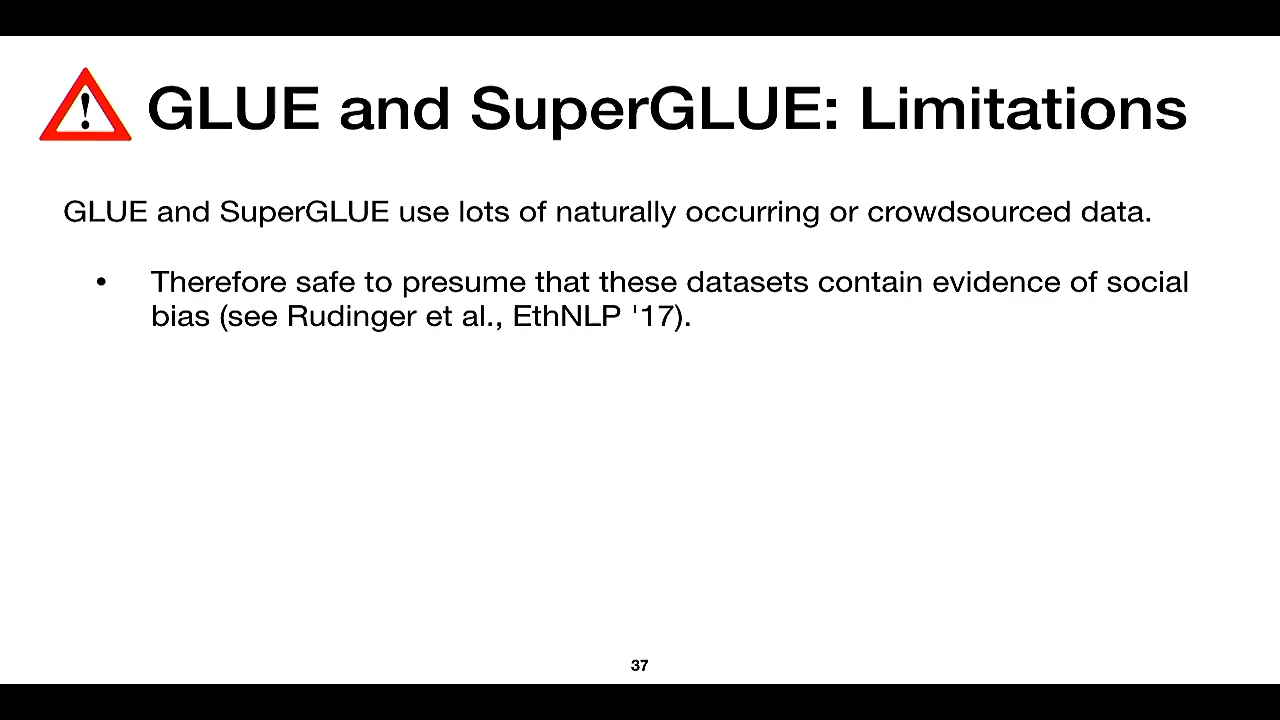 GLUE and SuperGLUE: Limitations
GLUE and SuperGLUE use lots of naturally occurring or crowdsourced data.
• Therefore safe to presume that these datasets contain evidence of social
bias (see Rudinger et al., EthNLP '17).
37